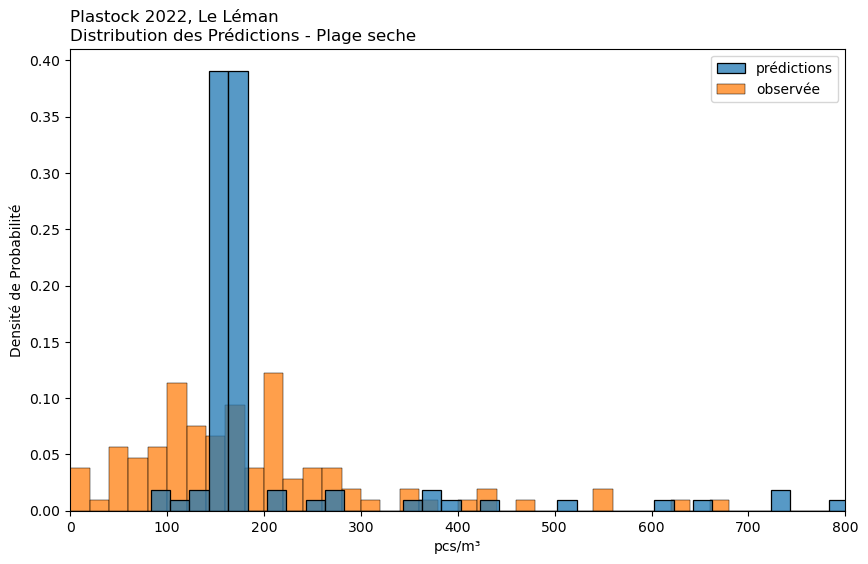 Plastock 2022, Le Léman
Distribution des Prédictions - Plage seche
prédictions
observée
Densité de Probabilité
0.40
0.35
0.30
0.25
0.20
0.15
0.10
0.05
0.00
0 100 200 300 400 500 600 700 800
pcs/m³